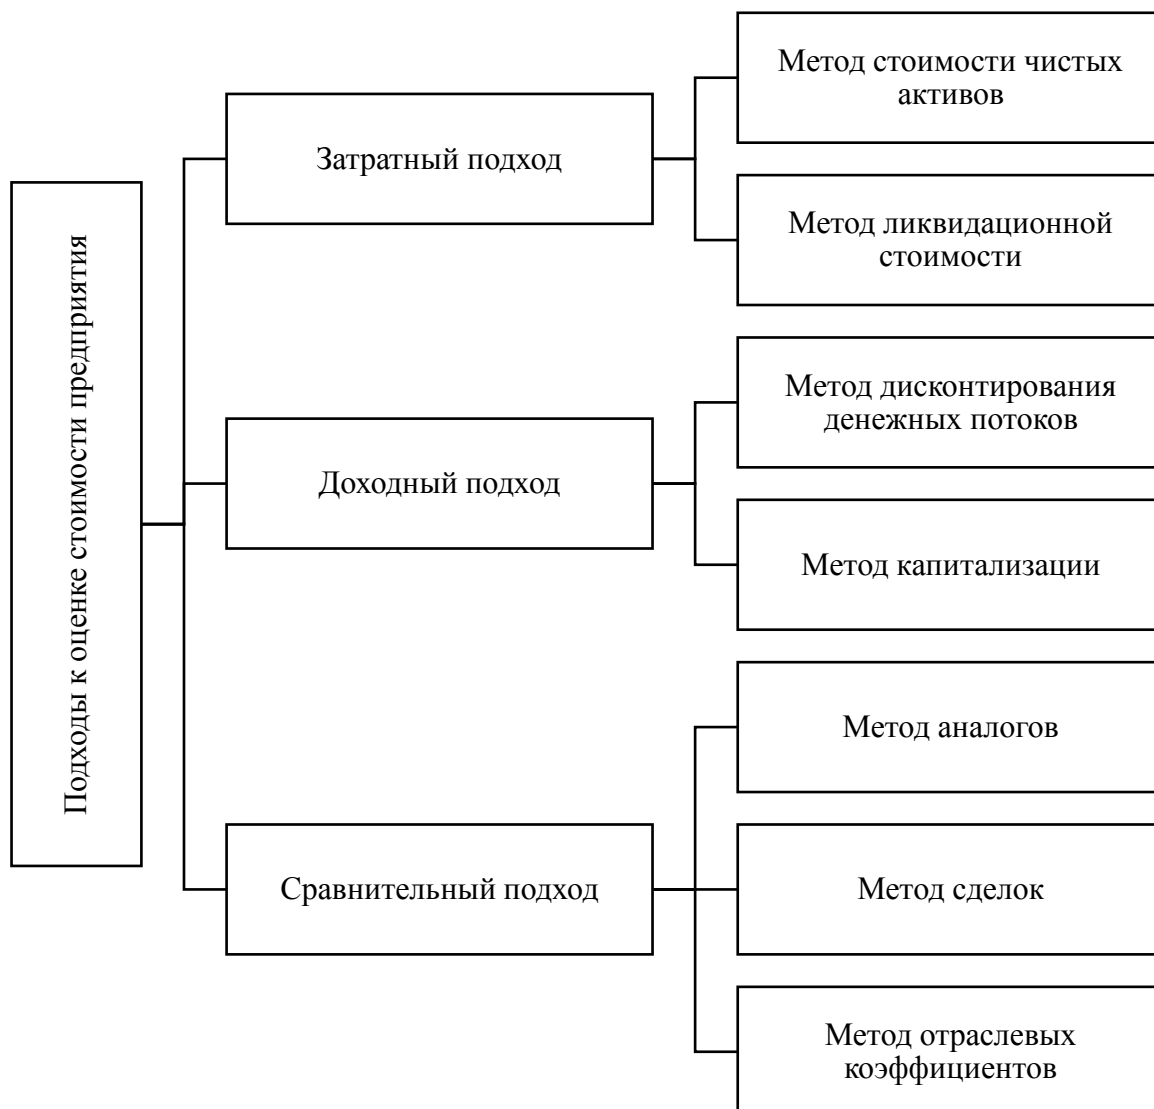 Подходы к оценке стоимости предприятия
Затратный подход
Метод стоимости чистых
активов
Метод ликвидационной
стоимости
Доходный подход
Метод дисконтирования
денежных потоков
Метод капитализации
Сравнительный подход
Метод аналогов
Метод сделок
Метод отраслевых
коэффициентов